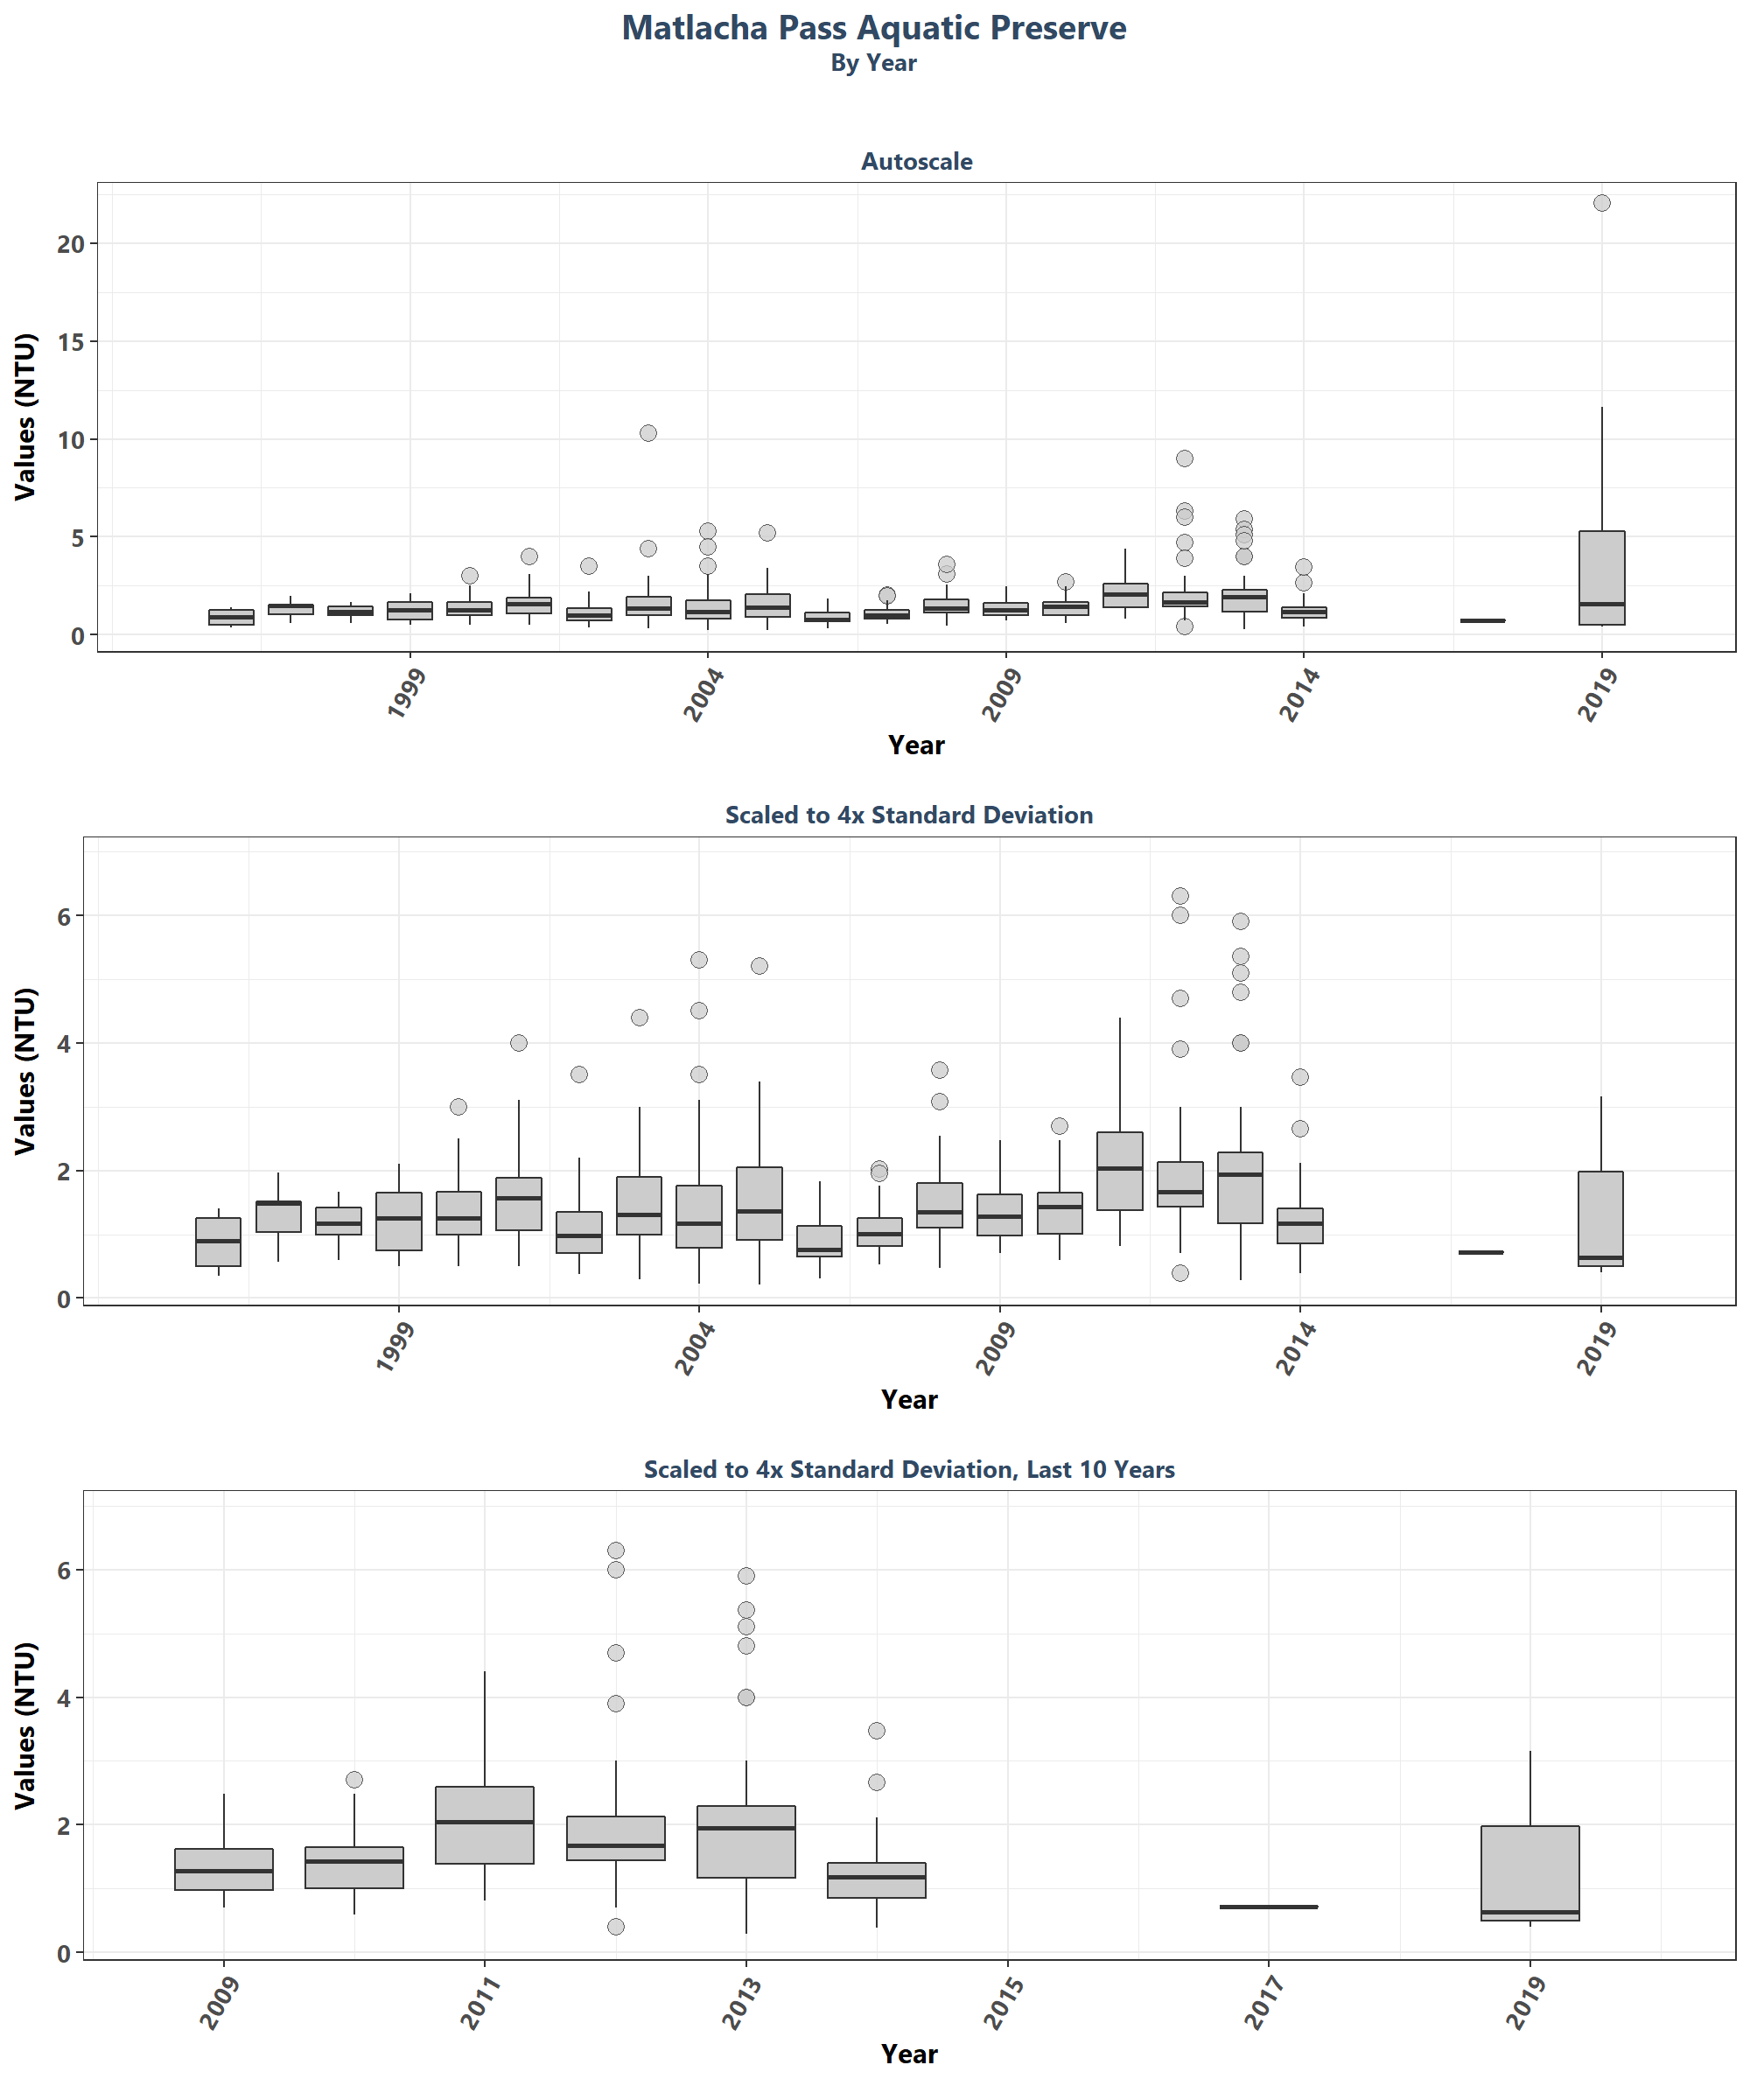 Matlacha Pass Aquatic Preserve
By Year
Autoscale
Values (NTU)
20
15
10
5
0
1999
2004
2009
2014
2019
Year
Scaled to 4x Standard Deviation
Values (NTU)
6
4
2
0
1999
2004
2009
2014
2019
Year
Scaled to 4x Standard Deviation, Last 10 Years
Values (NTU)
6
4
2
0
2009
2011
2013
2015
2017
2019
Year